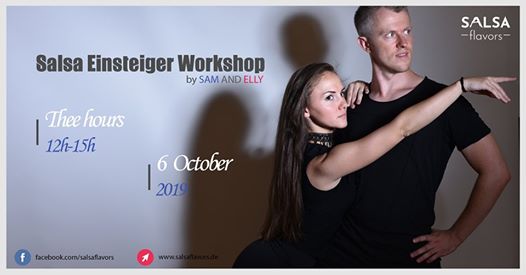 SALSA
flavors
Salsa Einsteiger Workshop
by SAM AND ELLY
Thee hours
12h-15h
6 October
2019
facebook.com/salsaflavors
www.salsaflavors.de